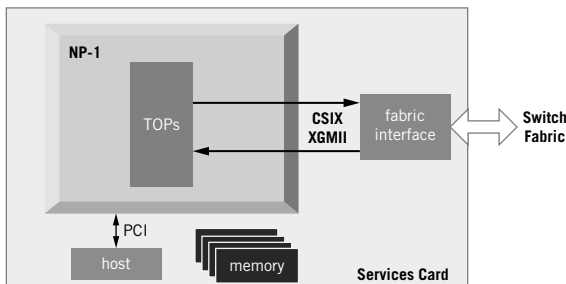 NP-1
TOPs
CSIX
XGMII
fabric
interface
Switch
Fabric
PCI
host
memory
Services Card